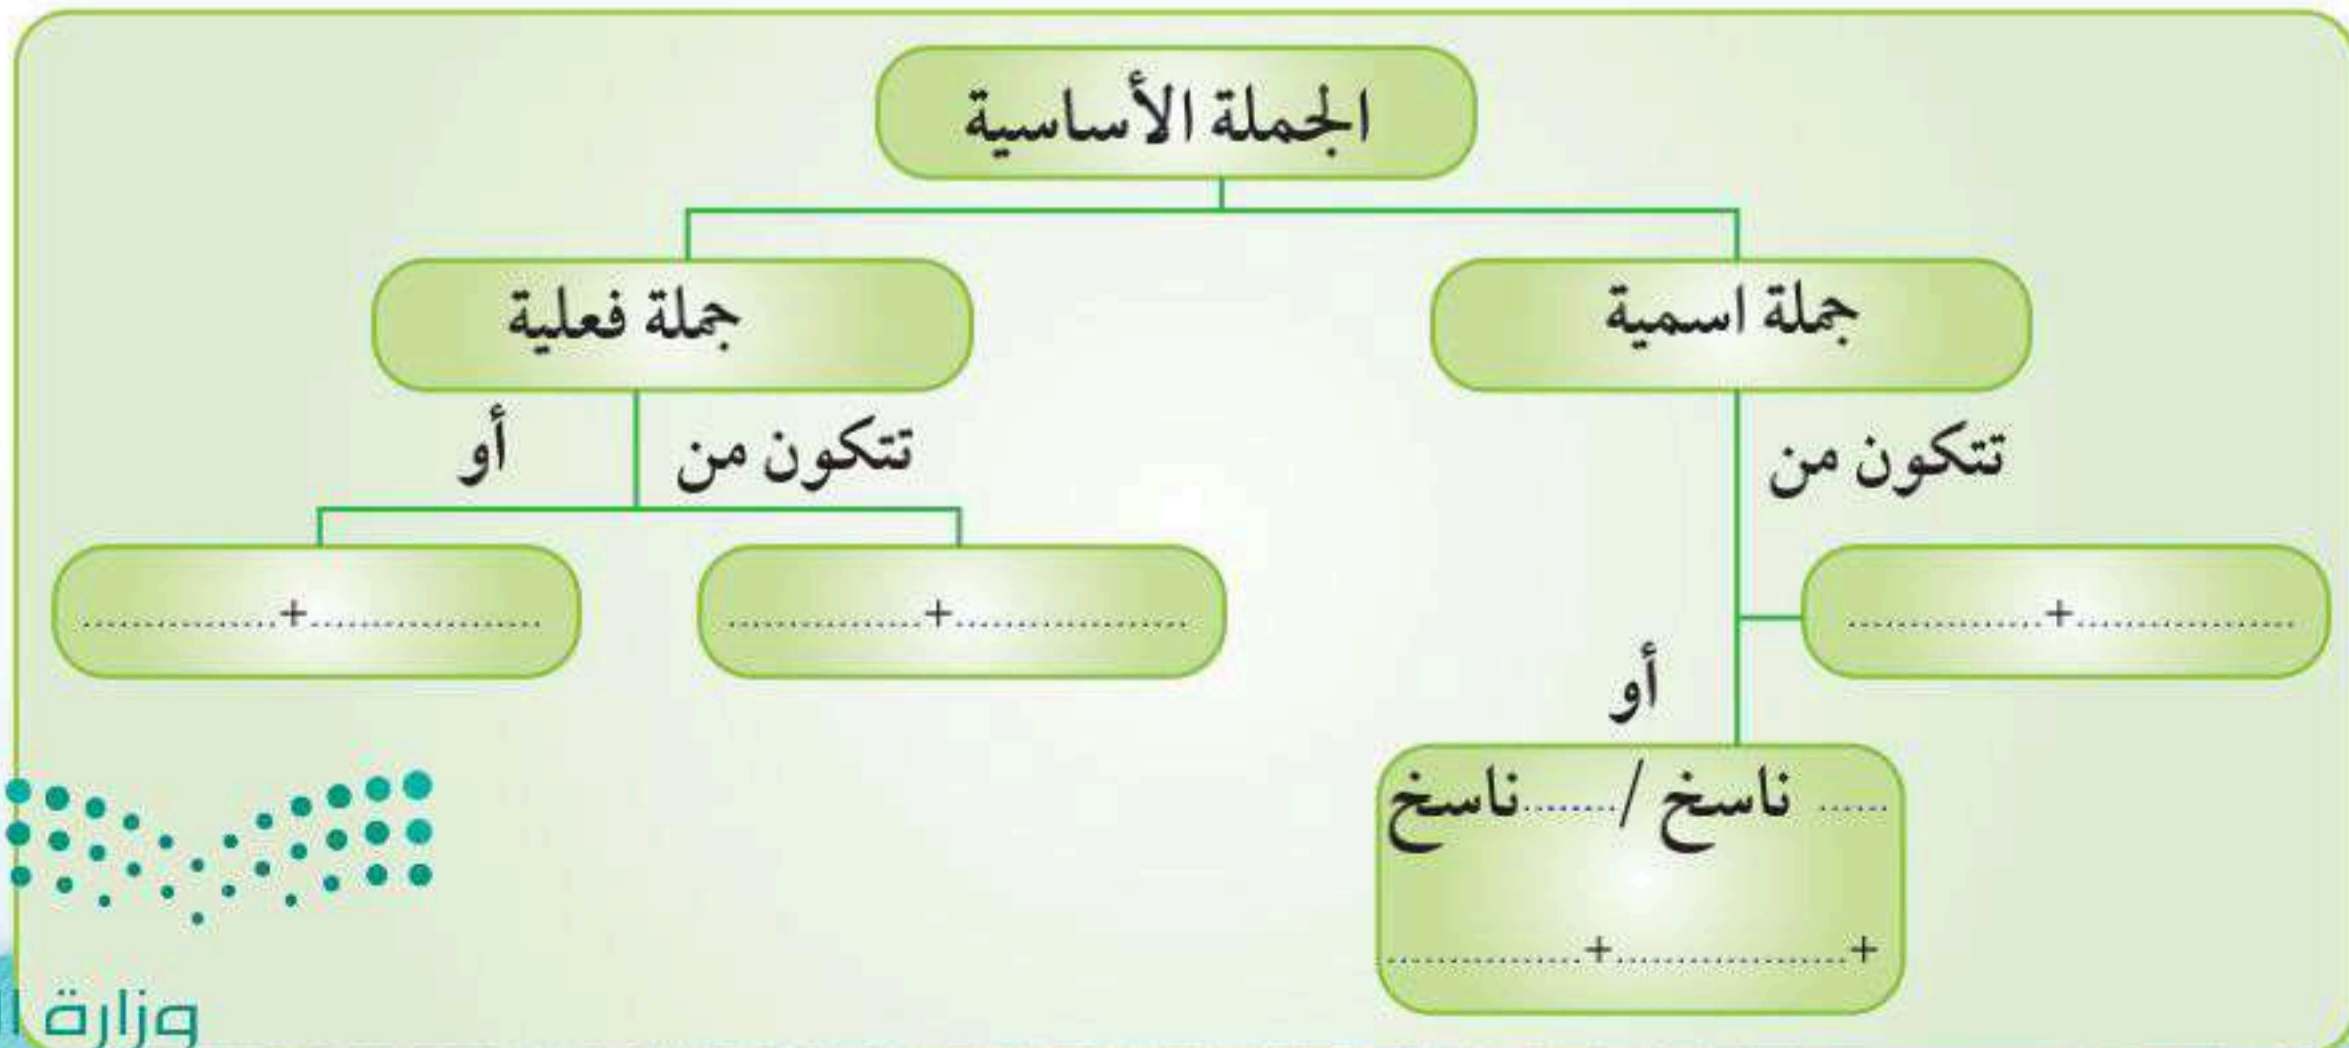 الجملة الأساسية
جملة اسمية
جملة فعلية
تتكون من
تتكون من
أو
................+..............
................+..............
................+..............
أو
...... ناسخ /........ناسخ
+................+..............
وزارة